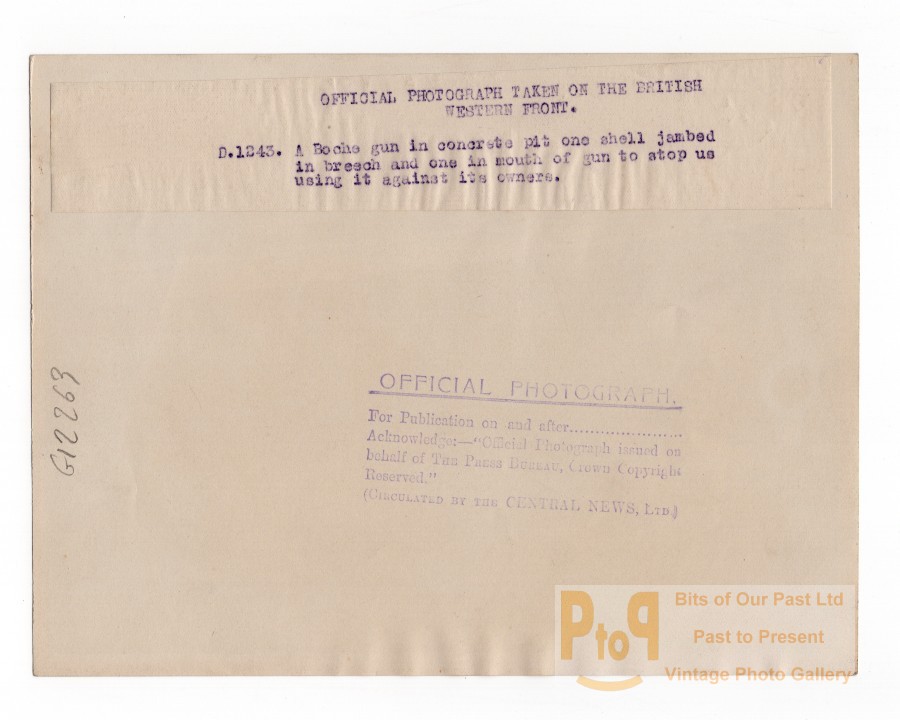 OFFICIAL PHOTOGRAPH TAKEN ON THE BRITISH
WESTERN FRONT.
D.1243. A Boche gun in concrete pit one shell jambed
in breech and one in mouth of gun to stop us
using it against its owners.
G12263
OFFICIAL PHOTOGRAPH.
For Publication on and after.....................
Acknowledge:—"Official Photograph issued on
behalf of THE PRESS BUREAU, Crown Copyright
Reserved."
(CIRCULATED BY THE CENTRAL NEWS, LTD.)
PtoP
Bits of Our Past Ltd
Past to Present
Vintage Photo Gallery